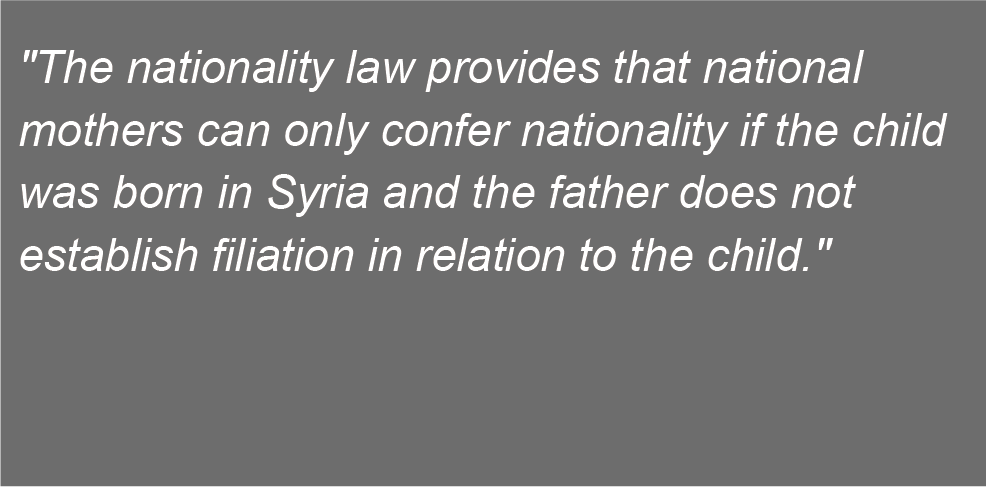 "The nationality law provides that national
mothers can only confer nationality if the child
was born in Syria and the father does not
establish filiation in relation to the child."